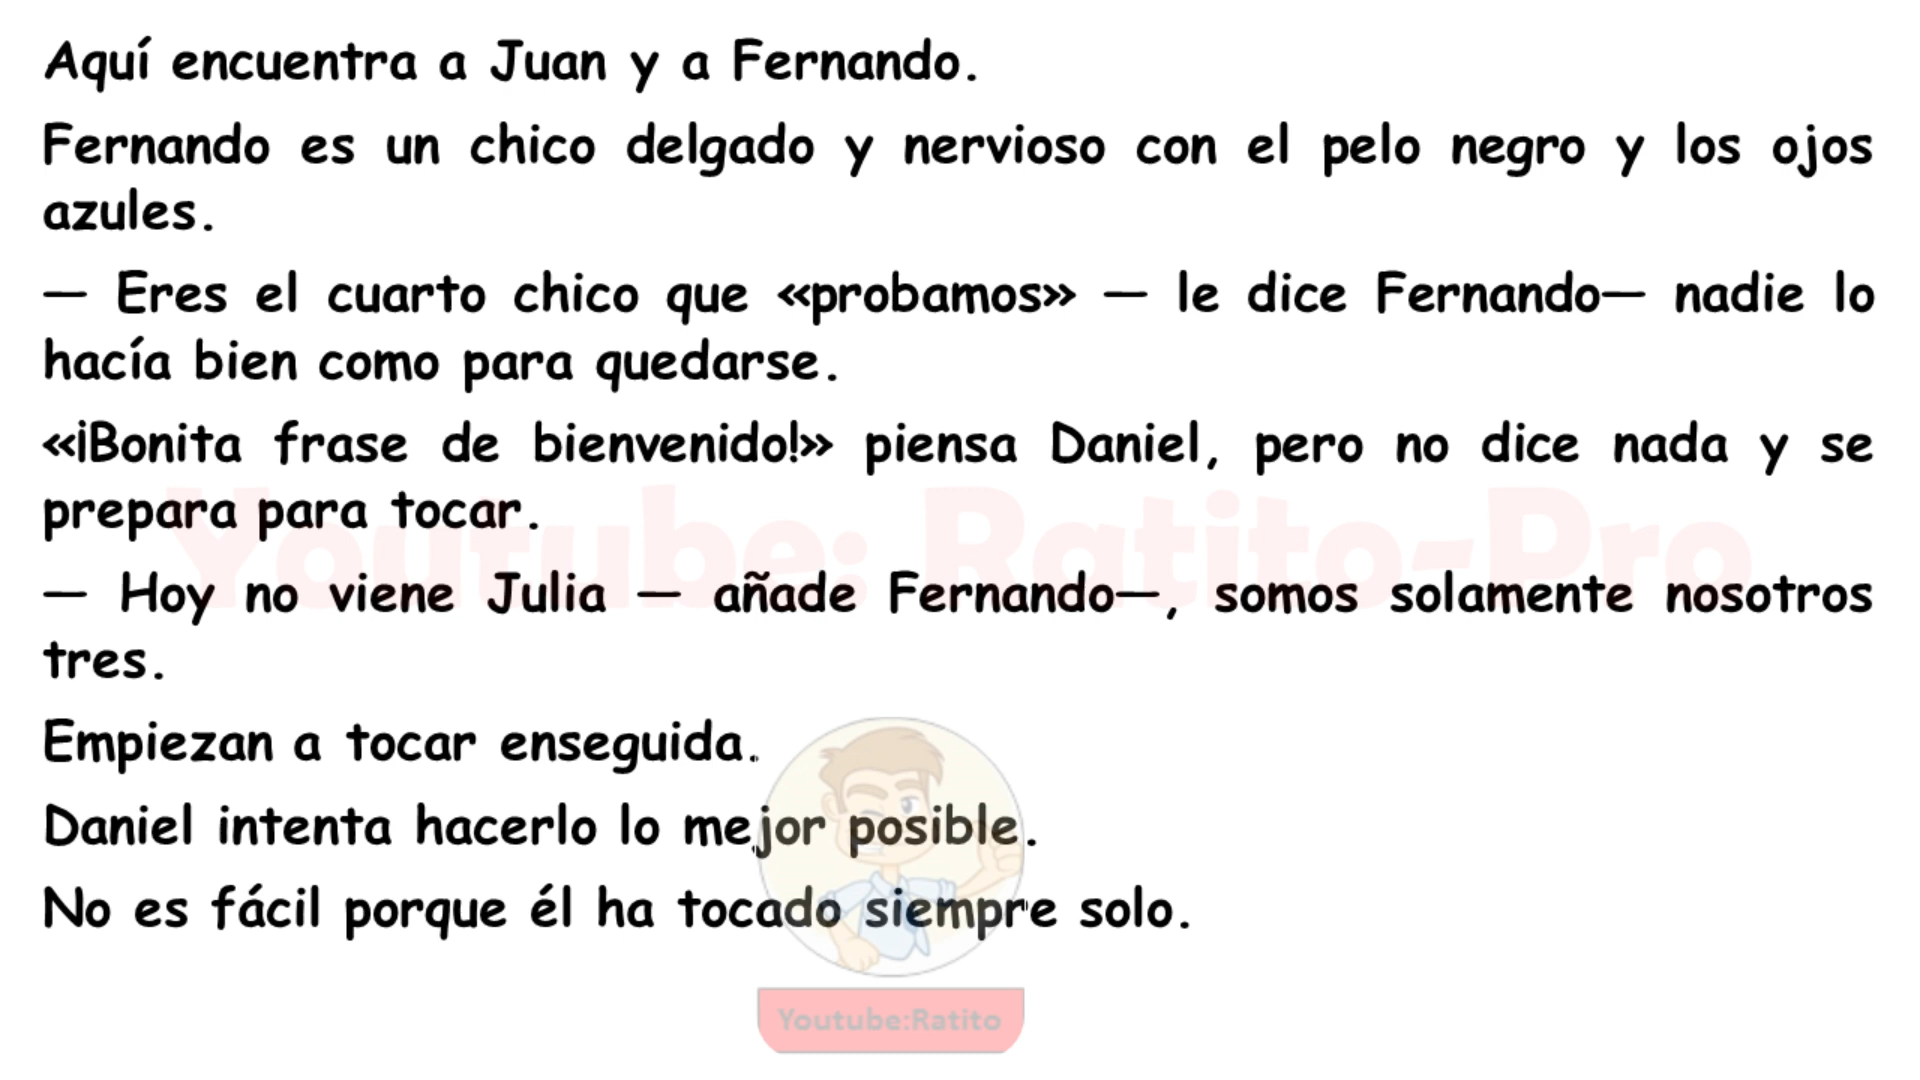 Aquí encuentra a Juan y a Fernando.
Fernando es un chico delgado y nervioso con el pelo negro y los ojos
azules.
— Eres el cuarto chico que «probamos» — le dice Fernando— nadie lo
hacía bien como para quedarse.
«¡Bonita frase de bienvenido!» piensa Daniel, pero no dice nada y se
prepara para tocar.
Youtube: Ratito-Pro
— Hoy no viene Julia — añade Fernando—, somos solamente nosotros
tres.
Empiezan a tocar enseguida.
Daniel intenta hacerlo lo mejor posible.
No es fácil porque él ha tocado siempre solo.
Youtube:Ratito